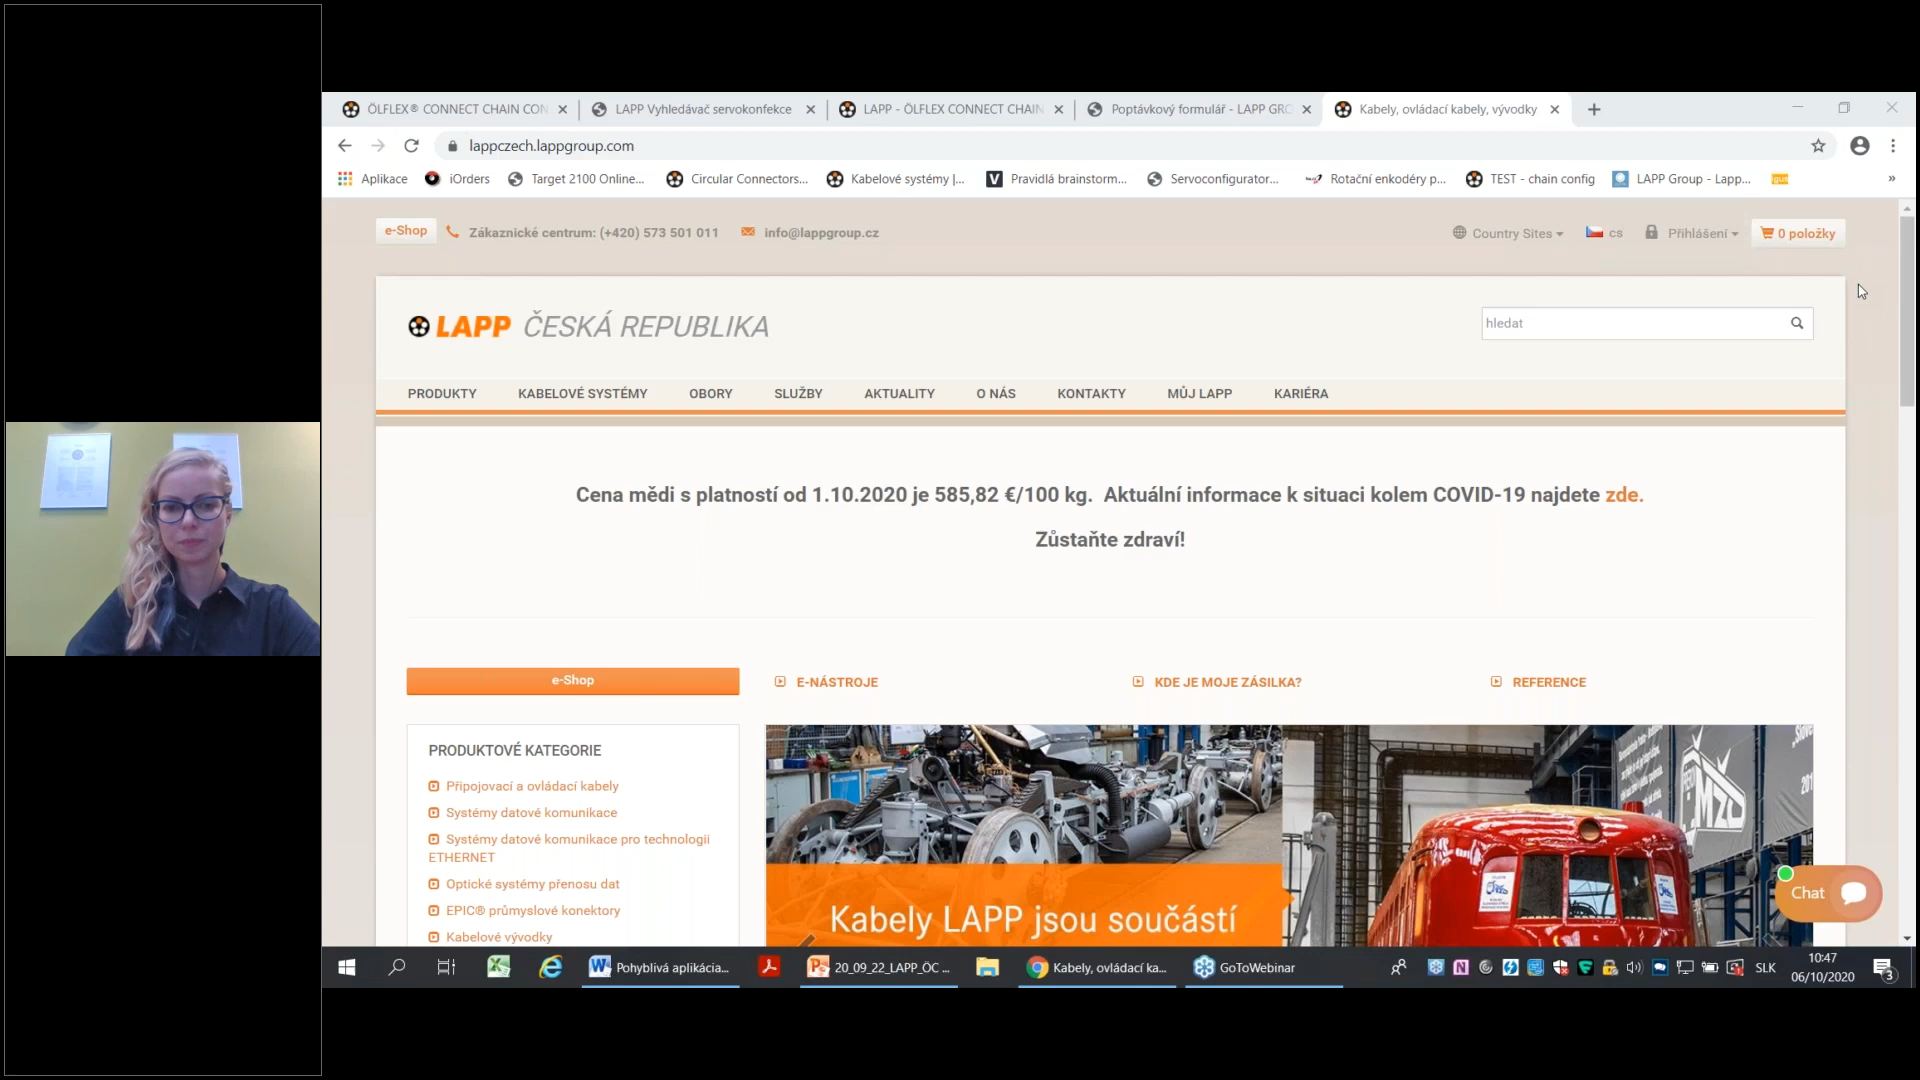 ÖLFLEX® CONNECT CHAIN CON
LAPP Vyhledávač servokonfekce
LAPP - ÖLFLEX CONNECT CHAIN
Poptávkový formulář - LAPP GRO
Kabely, ovládací kabely, vývodky
lappczech.lappgroup.com
Aplikace
iOrders
Target 2100 Online...
Circular Connectors...
Kabelové systémy |...
Pravidlá brainstorm...
Servoconfigurator...
Rotační enkodéry p...
TEST - chain config
LAPP Group - Lapp...
igus
»
e-Shop
Zákaznické centrum: (+420) 573 501 011
info@lappgroup.cz
Country Sites
cs
Přihlášení
0 položky
LAPP ČESKÁ REPUBLIKA
hledat
PRODUKTY
KABELOVÉ SYSTÉMY
OBORY
SLUŽBY
AKTUALITY
O NÁS
KONTAKTY
MŮJ LAPP
KARIÉRA
Cena mědi s platností od 1.10.2020 je 585,82 €/100 kg. Aktuální informace k situaci kolem COVID-19 najdete zde.
Zůstaňte zdraví!
e-Shop
E-NÁSTROJE
KDE JE MOJE ZÁSILKA?
REFERENCE
PRODUKTOVÉ KATEGORIE
Připojovací a ovládací kabely
Systémy datové komunikace
Systémy datové komunikace pro technologii
ETHERNET
Optické systémy přenosu dat
EPIC® průmyslové konektory
Kabelové vývodky
Kabely LAPP jsou součástí
MZD
Chat
Pohyblivá aplikácia...
20_09_22_LAPP_ÖC ...
Kabely, ovládací ka...
GoToWebinar
SLK
10:47
06/10/2020
3